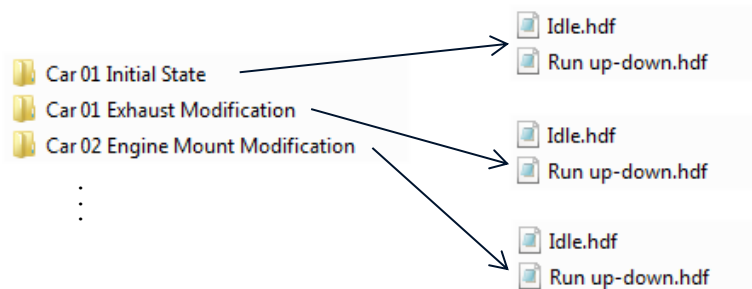 Car 01 Initial State
Car 01 Exhaust Modification
Car 02 Engine Mount Modification
Idle.hdf
Run up-down.hdf
Idle.hdf
Run up-down.hdf
Idle.hdf
Run up-down.hdf